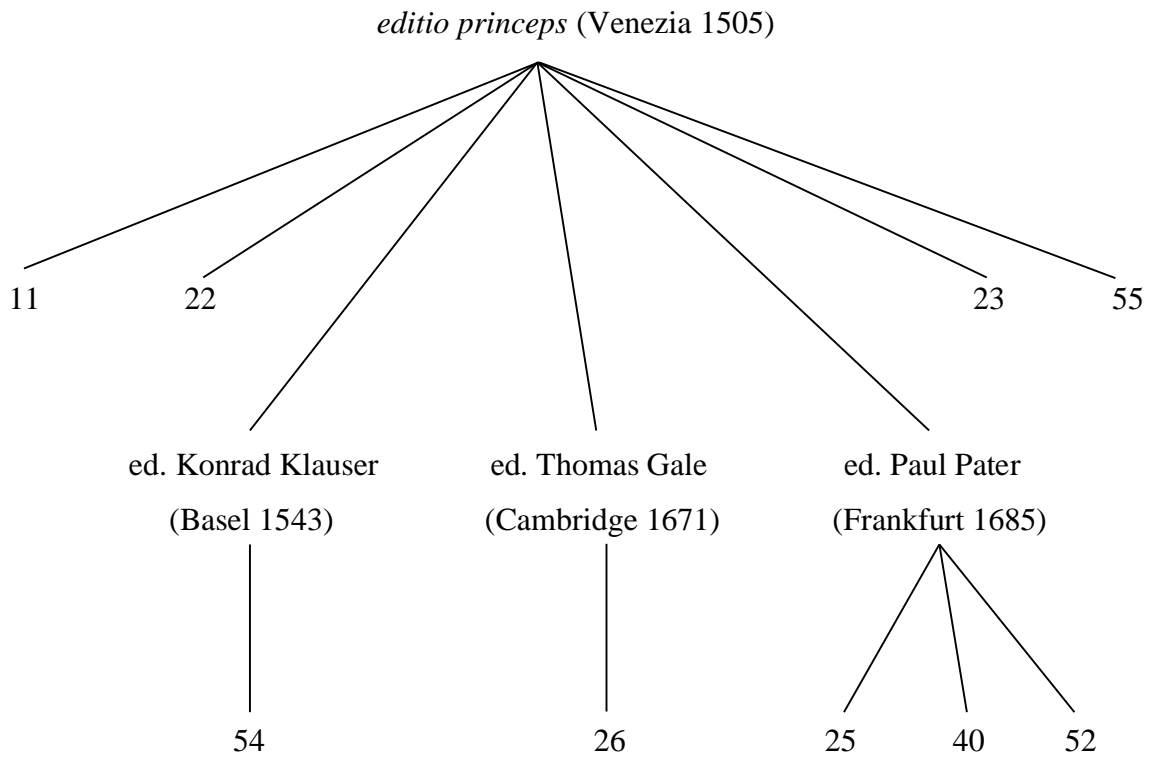 editio princeps (Venezia 1505)
11 22 23 55
ed. Konrad Klauser ed. Thomas Gale ed. Paul Pater
(Basel 1543) (Cambridge 1671) (Frankfurt 1685)
54 26 25 40 52